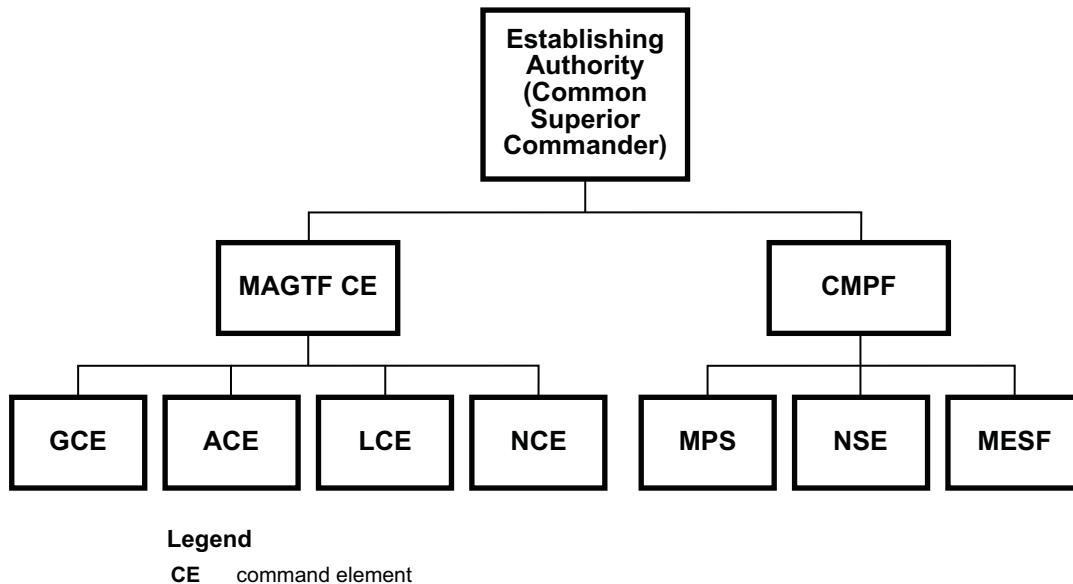 Establishing
Authority
(Common
Superior
Commander)
MAGTF CE
CMPF
GCE
ACE
LCE
NCE
MPS
NSE
MESF
Legend
CE command element